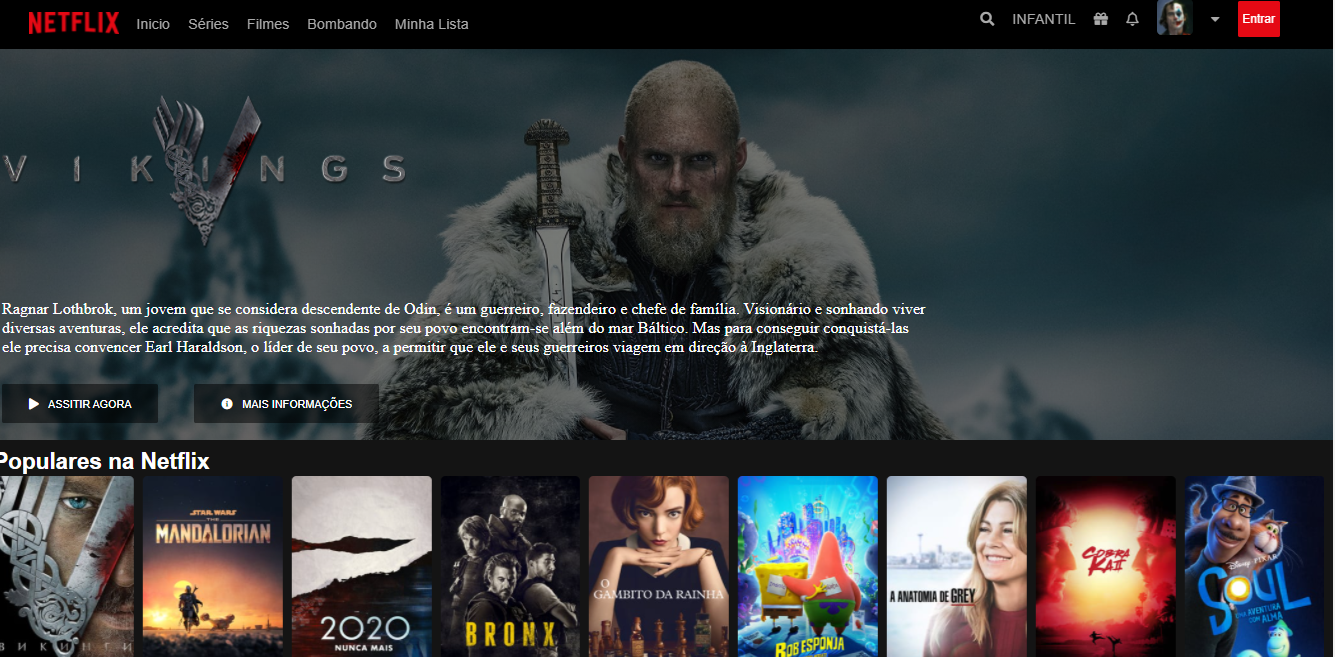 NETFLIX Inicio Séries Filmes Bombando Minha Lista INFANTIL Entrar
VIKINGS
Ragnar Lothbrok, um jovem que se considera descendente de Odin, é um guerreiro, fazendeiro e chefe de família. Visionário e sonhando viver
diversas aventuras, ele acredita que as riquezas sonhadas por seu povo encontram-se além do mar Báltico. Mas para conseguir conquistá-las
ele precisa convencer Earl Haraldson, o líder de seu povo, a permitir que ele e seus guerreiros viagem em direção à Inglaterra.
ASSITIR AGORA MAIS INFORMAÇÕES
Populares na Netflix
ВИКИНГИ
STAR WARS
THE
MANDALORIAN
2020
NUNCA MAIS
BRONX
O
GAMBITO DA RAINHA
BOB ESPONJA
A ANATOMIA DE GREY
COBRA
KAI
Disney PIXAR
SOUL
UMA AVENTURA
COM ALMA